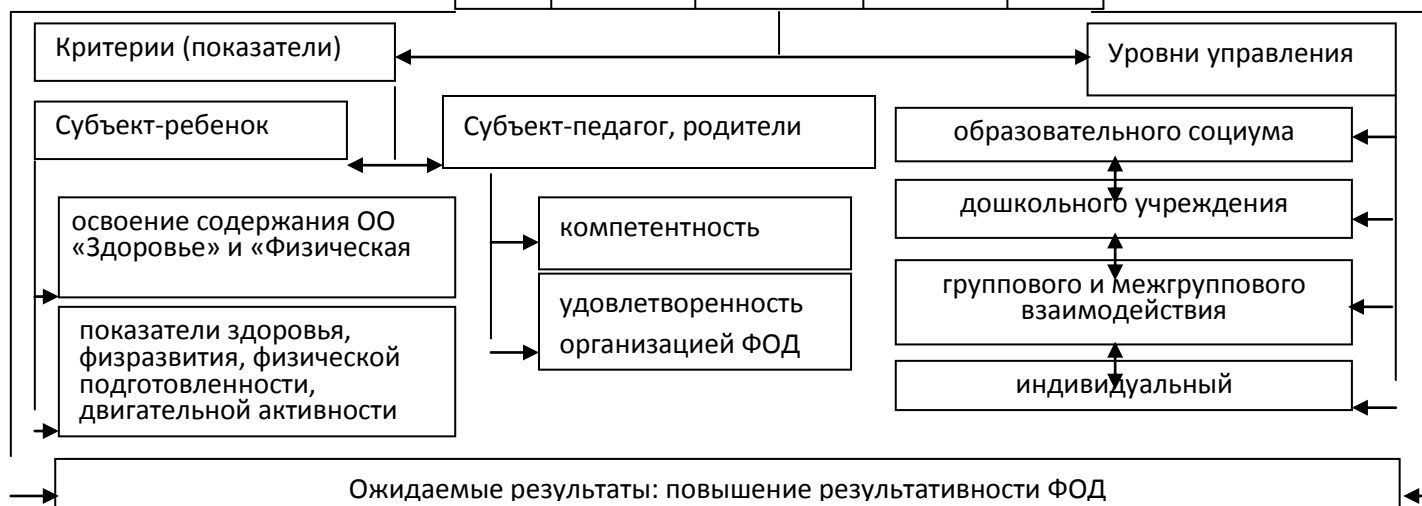 Критерии (показатели)
Уровни управления
Субъект-ребенок
Субъект-педагог, родители
образовательного социума
дошкольного учреждения
освоение содержания ОО
«Здоровье» и «Физическая
компетентность
группового и межгруппового
взаимодействия
удовлетворенность
организацией ФОД
показатели здоровья,
физразвития, физической
подготовленности,
двигательной активности
индивидуальный
Ожидаемые результаты: повышение результативности ФОД